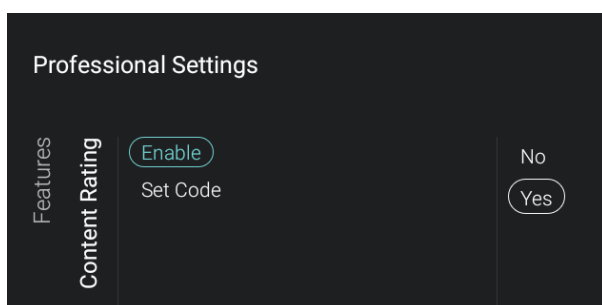 Professional Settings
Features
Content Rating
Enable
Set Code
No
Yes